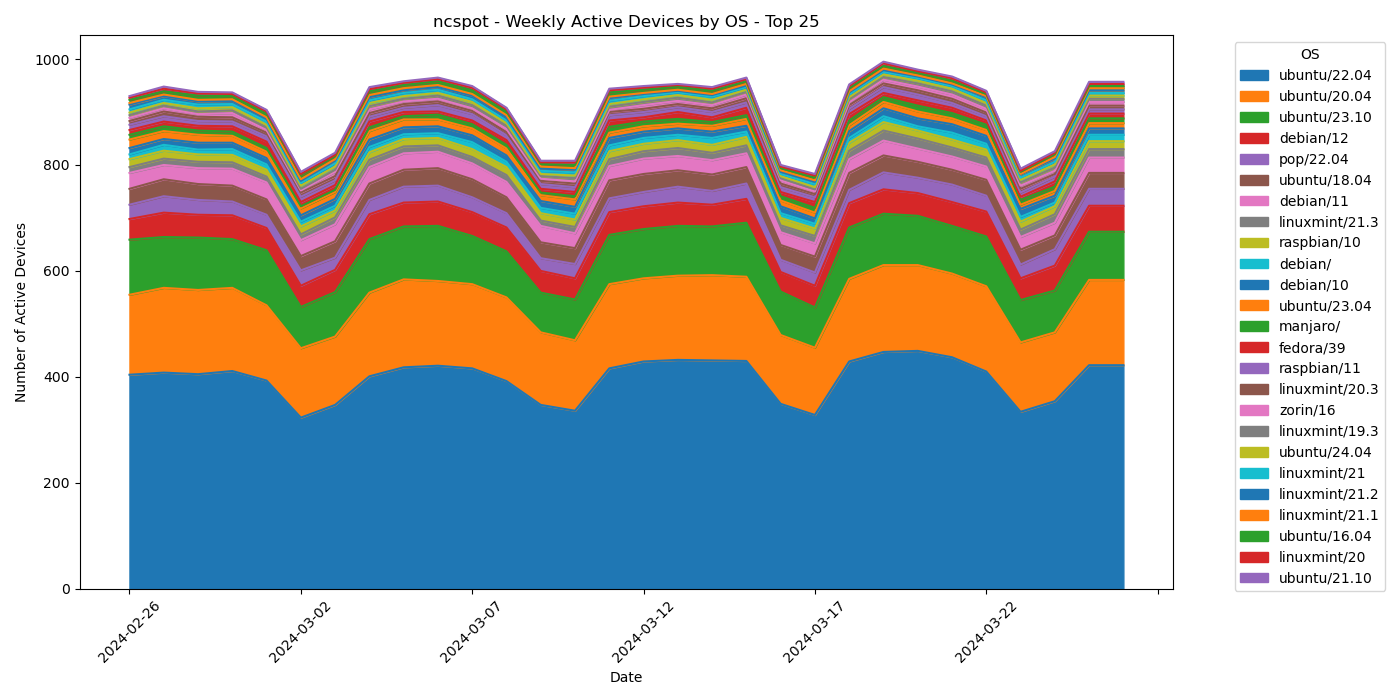 ncspot - Weekly Active Devices by OS - Top 25
Number of Active Devices
1000
800
600
400
200
0
2024-02-26
2024-03-02
2024-03-07
2024-03-12
2024-03-17
2024-03-22
Date
OS
ubuntu/22.04
ubuntu/20.04
ubuntu/23.10
debian/12
pop/22.04
ubuntu/18.04
debian/11
linuxmint/21.3
raspbian/10
debian/
debian/10
ubuntu/23.04
manjaro/
fedora/39
raspbian/11
linuxmint/20.3
zorin/16
linuxmint/19.3
ubuntu/24.04
linuxmint/21
linuxmint/21.2
linuxmint/21.1
ubuntu/16.04
linuxmint/20
ubuntu/21.10